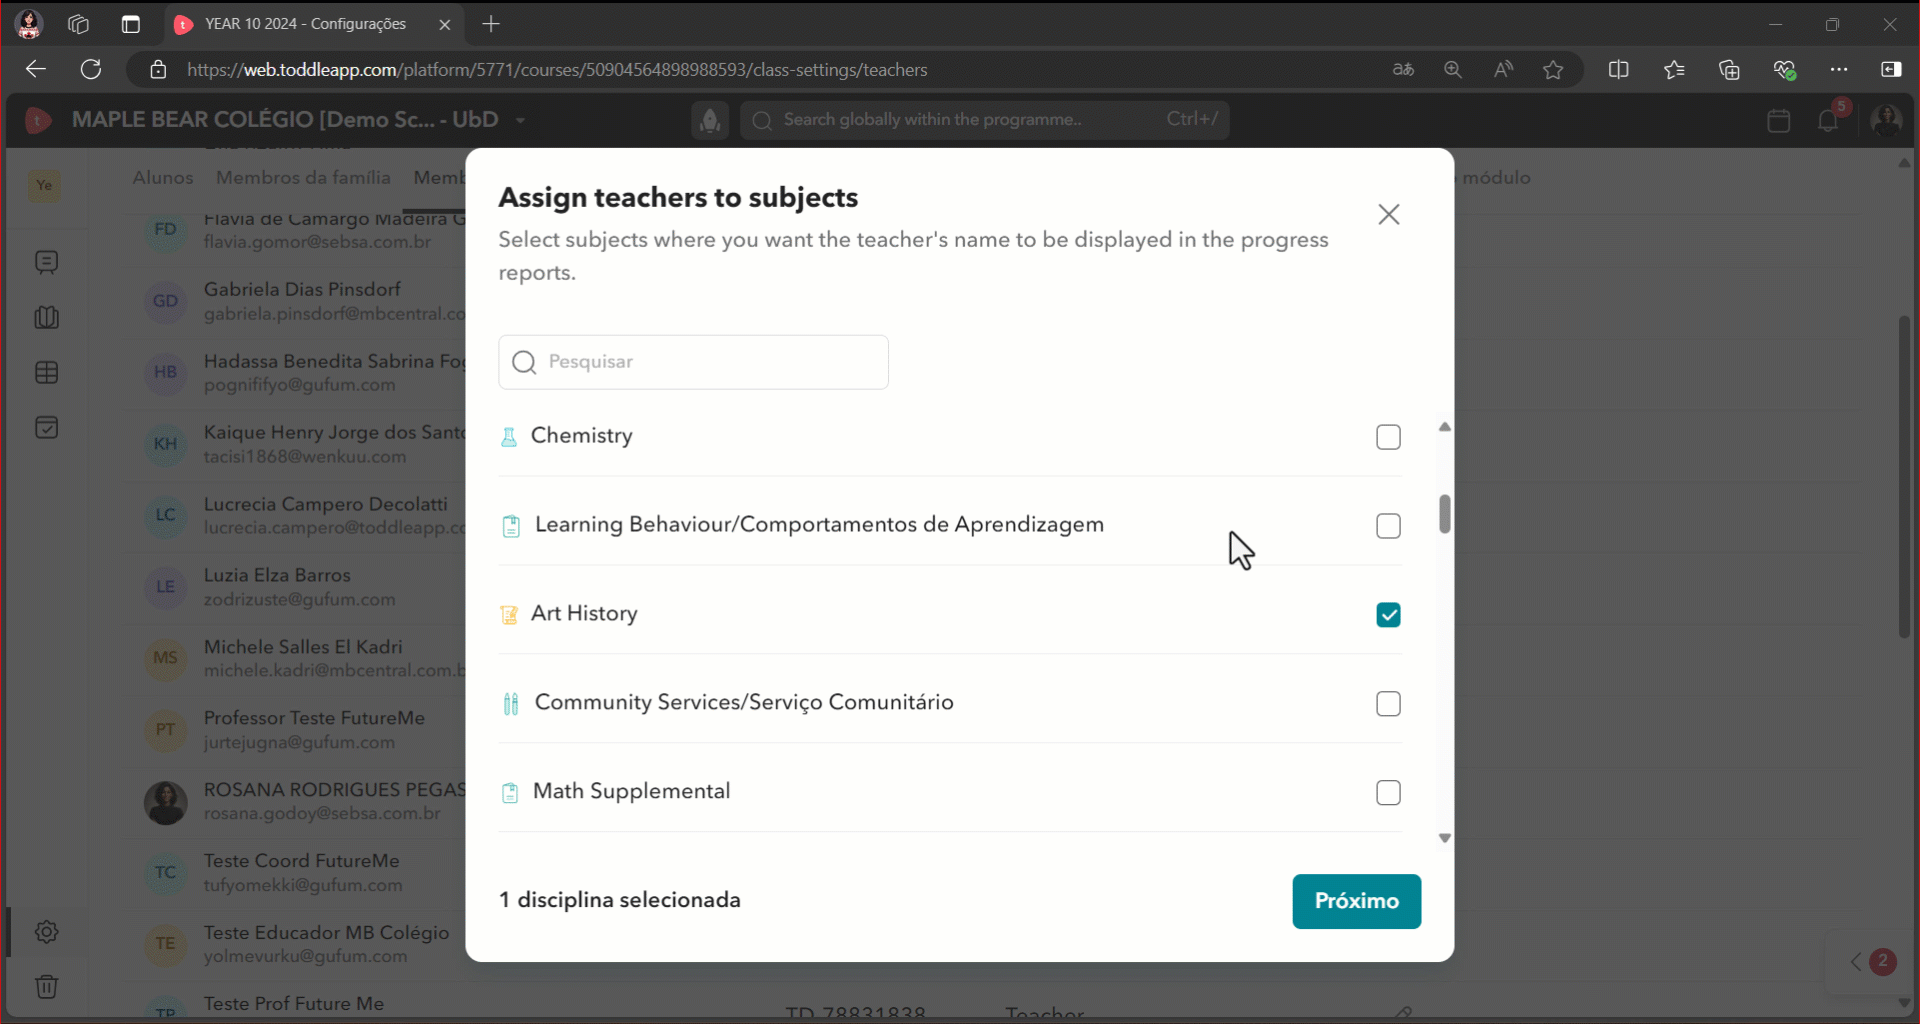 YEAR 10 2024 - Configurações
https://web.toddleapp.com/platform/5771/courses/50904564898988593/class-settings/teachers
MAPLE BEAR COLÉGIO [Demo Sc... - UbD
Search globally within the programme..
Ctrl+/
5
Ye
Alunos
Membros da família
Memb
módulo
Flavia de Camargo Madeira G
FD
flavia.gomor@sebsa.com.br
Gabriela Dias Pinsdorf
GD
gabriela.pinsdorf@mbcentral.co
Hadassa Benedita Sabrina Fog
HB
pognififyo@gufum.com
Kaique Henry Jorge dos Santo
KH
tacisi1868@wenkuu.com
Lucrecia Campero Decolatti
LC
lucrecia.campero@toddleapp.co
Luzia Elza Barros
LE
zodrizuste@gufum.com
Michele Salles El Kadri
MS
michele.kadri@mbcentral.com.b
Professor Teste FutureMe
PT
jurtejugna@gufum.com
ROSANA RODRIGUES PEGAS
rosana.godoy@sebsa.com.br
Teste Coord FutureMe
TC
tufyomekki@gufum.com
Teste Educador MB Colégio
TE
yolmevurku@gufum.com
Teste Prof Future Me
TP
TD_78831838
Teacher
Assign teachers to subjects
Select subjects where you want the teacher's name to be displayed in the progress
reports.
Pesquisar
Chemistry
Learning Behaviour/Comportamentos de Aprendizagem
Art History
Community Services/Serviço Comunitário
Math Supplemental
1 disciplina selecionada
Próximo
2